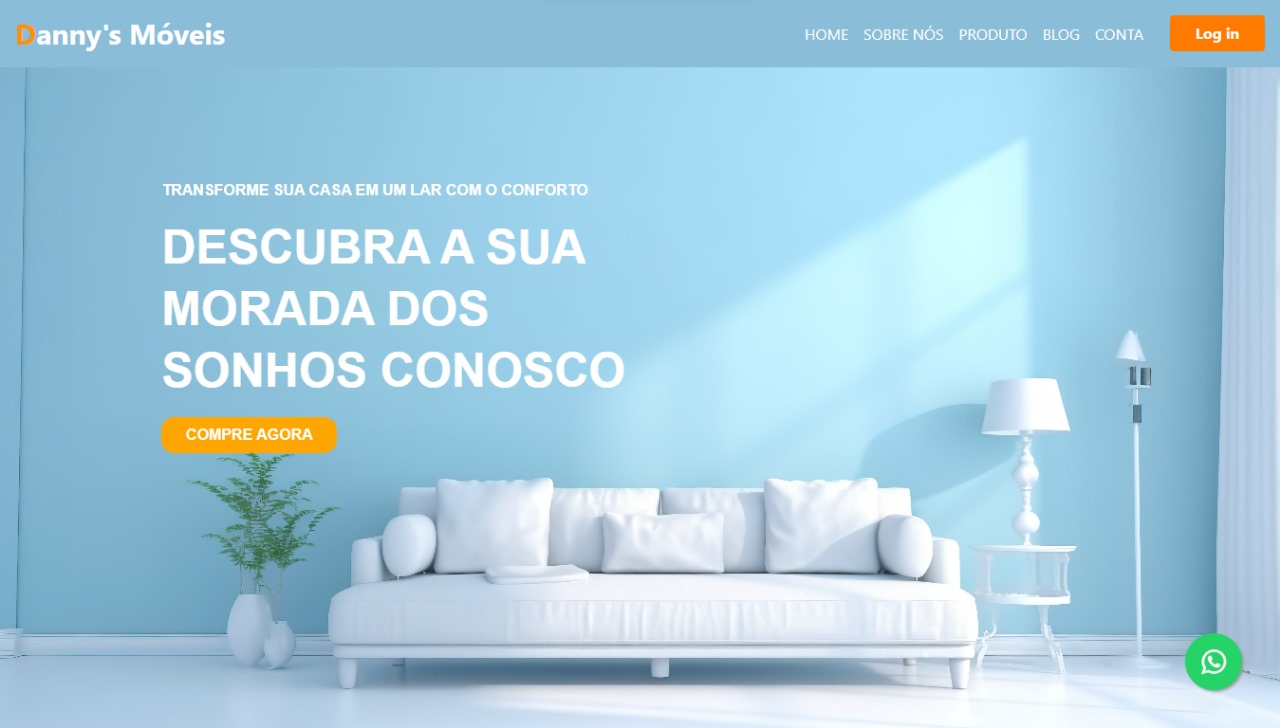 Danny's Móveis
HOME SOBRE NÓS PRODUTO BLOG CONTA Log in
TRANSFORME SUA CASA EM UM LAR COM O CONFORTO
DESCUBRA A SUA
MORADA DOS
SONHOS CONOSCO
COMPRE AGORA